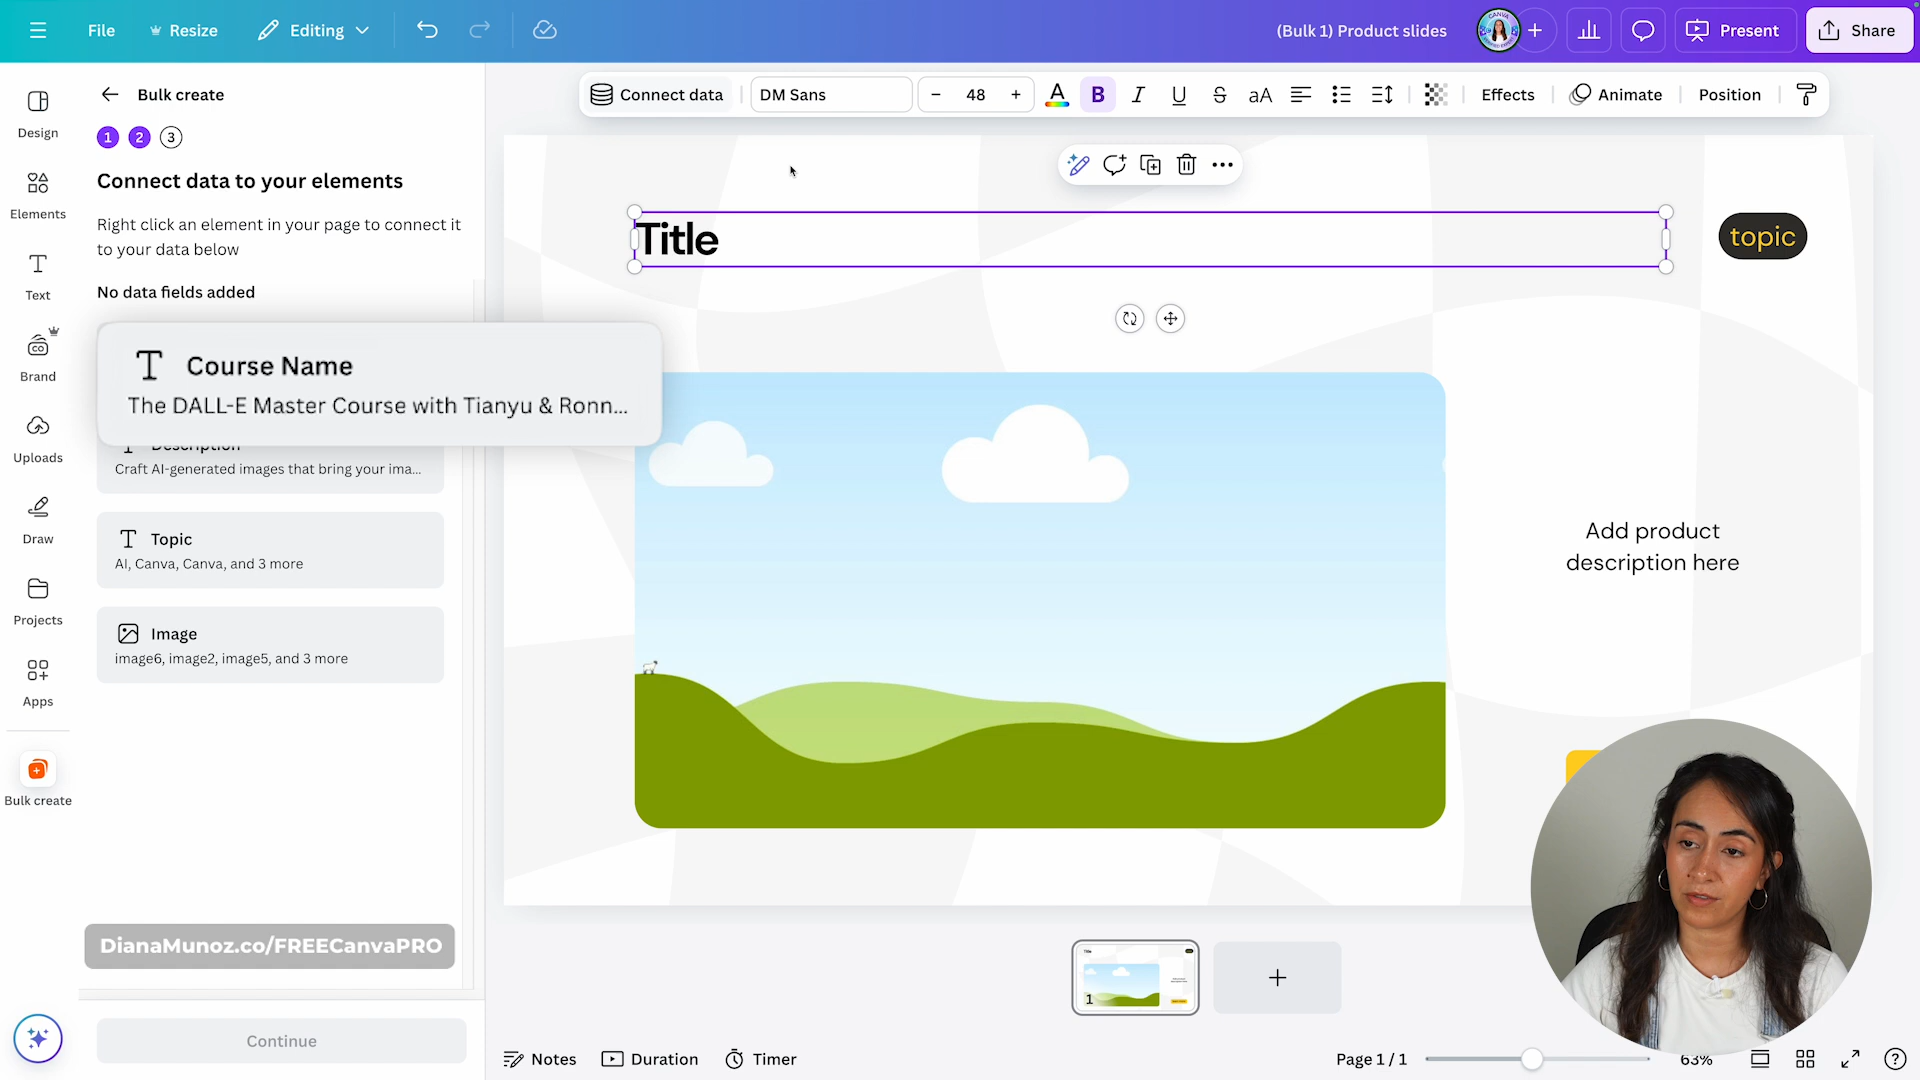 File
Resize
Editing
(Bulk 1) Product slides
Present
Share
Design
Elements
Text
Brand
Uploads
Draw
Projects
Apps
Bulk create
Bulk create
1 2 3
Connect data to your elements
Right click an element in your page to connect it
to your data below
No data fields added
Course Name
The DALL-E Master Course with Tianyu & Ronn...
Description
Craft AI-generated images that bring your ima...
Topic
AI, Canva, Canva, and 3 more
Image
image6, image2, image5, and 3 more
DianaMunoz.co/FREECanvaPRO
Continue
Connect data
DM Sans
48
A
B
I
U
S
aA
Effects
Animate
Position
Title
topic
Add product
description here
1
Notes
Duration
Timer
Page 1 / 1
63%